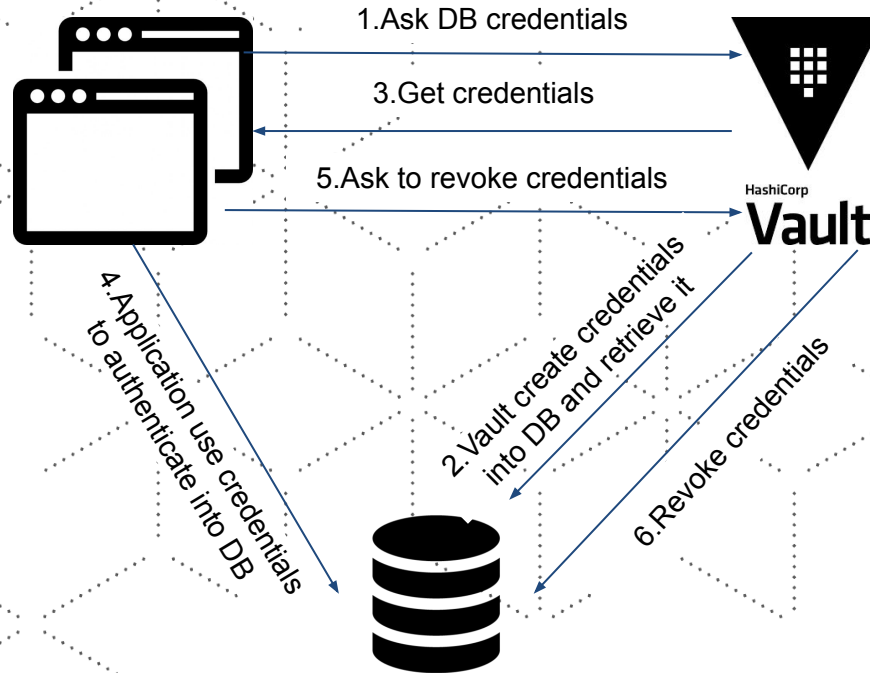 1.Ask DB credentials
3.Get credentials
5.Ask to revoke credentials
HashiCorp
Vault
4.Application use credentials
to authenticate into DB
2.Vault create credentials
into DB and retrieve it
6.Revoke credentials